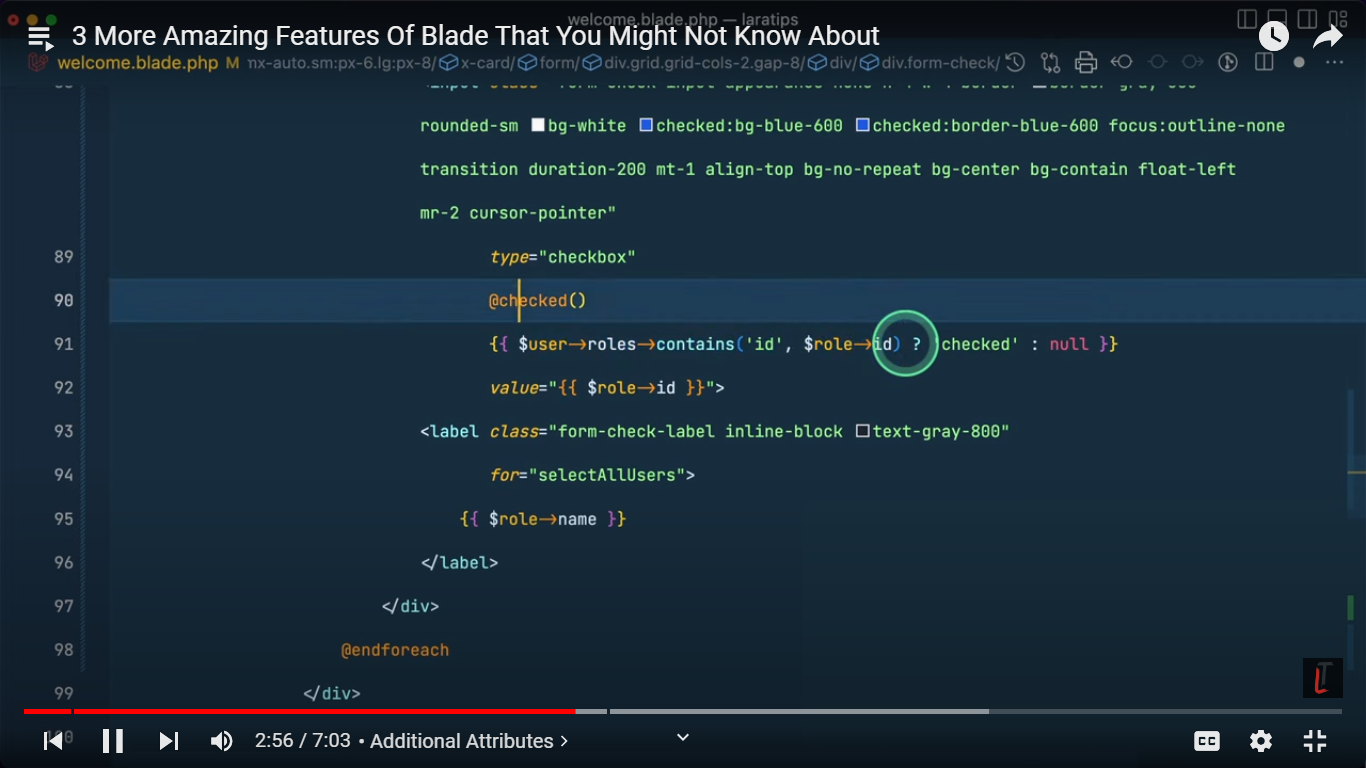 welcome.blade.php — laratips
3 More Amazing Features Of Blade That You Might Not Know About
welcome.blade.php M nx-auto.sm:px-6.lg:px-8/ x-card/ form/ div.grid.grid-cols-2.gap-8/ div/ div.form-check/
rounded-sm bg-white checked:bg-blue-600 checked:border-blue-600 focus:outline-none
transition duration-200 mt-1 align-top bg-no-repeat bg-center bg-contain float-left
mr-2 cursor-pointer"
89 type="checkbox"
90 @checked()
91 {{ $user→roles→contains('id', $role→id) ? 'checked' : null }}
92 value="{{ $role→id }}">
93 <label class="form-check-label inline-block text-gray-800"
94 for="selectAllUsers">
95 {{ $role→name }}
96 </label>
97 </div>
98 @endforeach
99 </div>
LT
2:56 / 7:03 • Additional Attributes >
CC